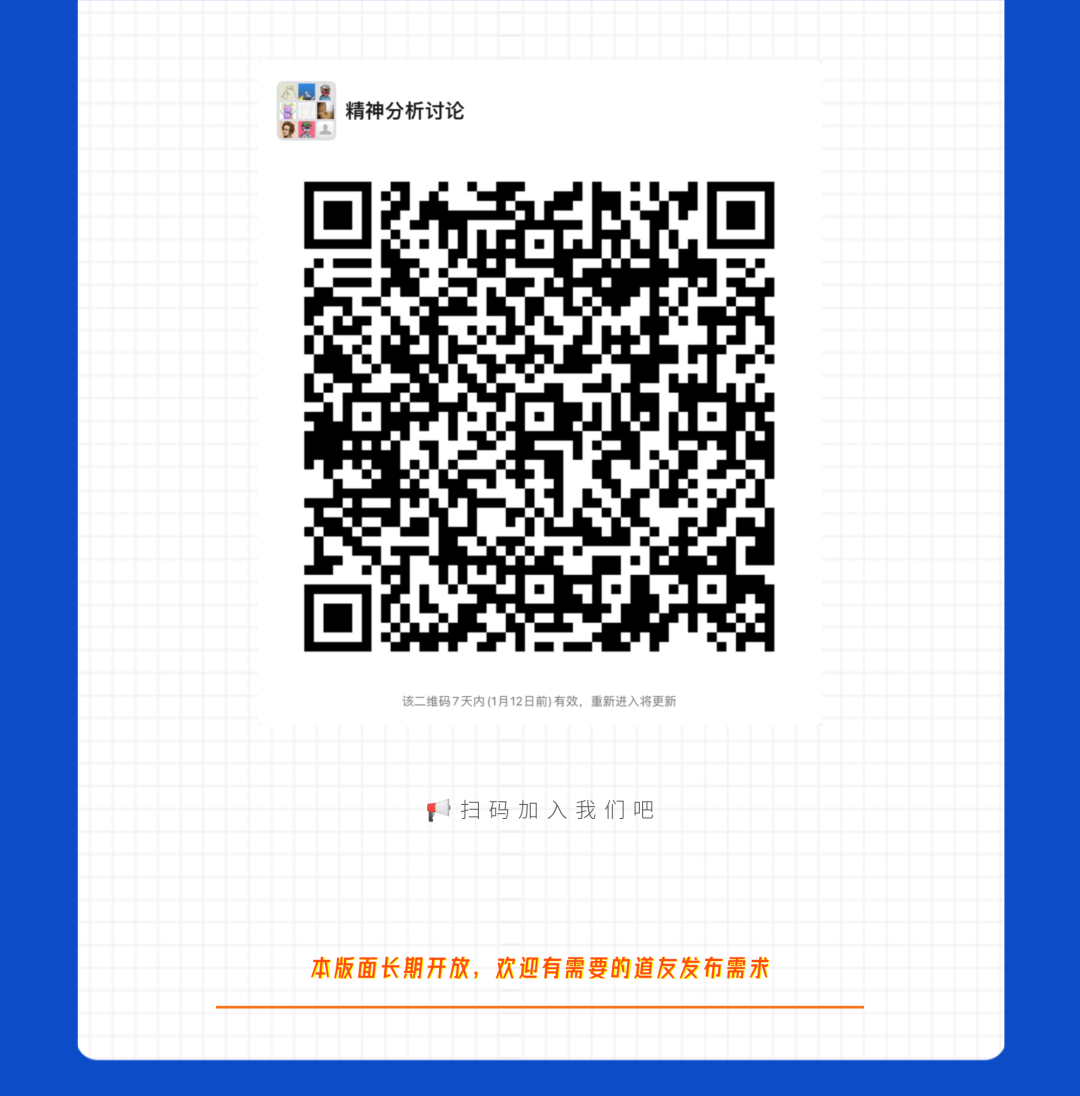 精神分析讨论
该二维码7天内(1月12日前)有效，重新进入将更新
扫码加入我们吧
本版面长期开放，欢迎有需要的道友发布需求